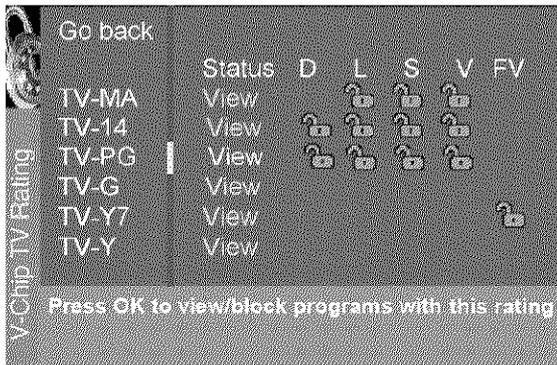 Go back
Status D L S V FV
TV-MA View
TV-14 View
TV-PG View
TV-G View
TV-Y7 View
TV-Y View
Press OK to view/block programs with this rating
V-Chip TV Rating